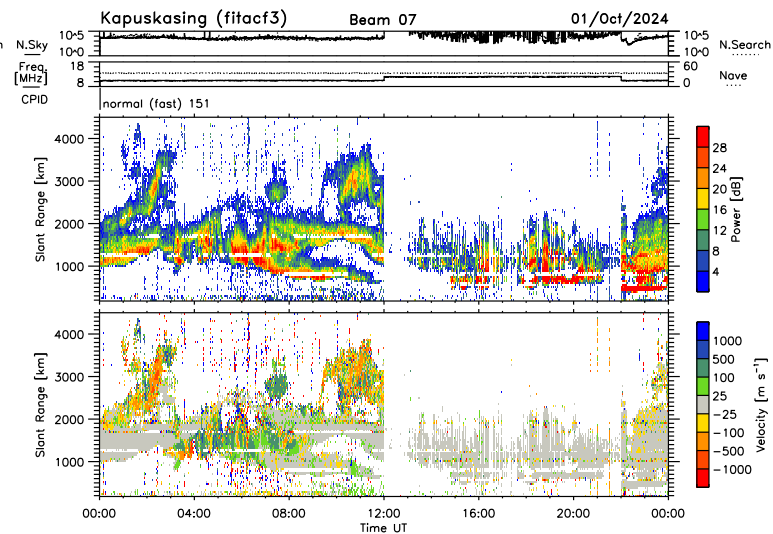 Kapuskasing (fitacf3) Beam 07 01/Oct/2024
N.Sky 10^5 10^0 10^5 10^0 N.Search
Freq. [MHz] 18 8 60 0 Nave
CPID normal (fast) 151
Slant Range [km] 4000 3000 2000 1000
Power [dB] 28 24 20 16 12 8 4
Slant Range [km] 4000 3000 2000 1000
Velocity [m s⁻¹] 1000 500 100 25 −25 −100 −500 −1000
00:00 04:00 08:00 12:00 16:00 20:00 00:00
Time UT